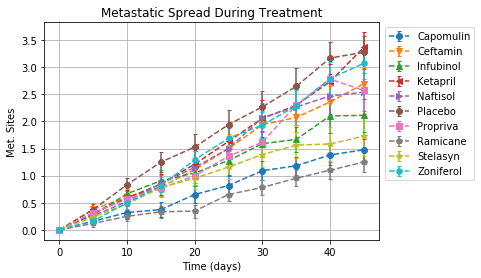 Metastatic Spread During Treatment
Met. Sites
3.5
3.0
2.5
2.0
1.5
1.0
0.5
0.0
0
10
20
30
40
Time (days)
Capomulin
Ceftamin
Infubinol
Ketapril
Naftisol
Placebo
Propriva
Ramicane
Stelasyn
Zoniferol